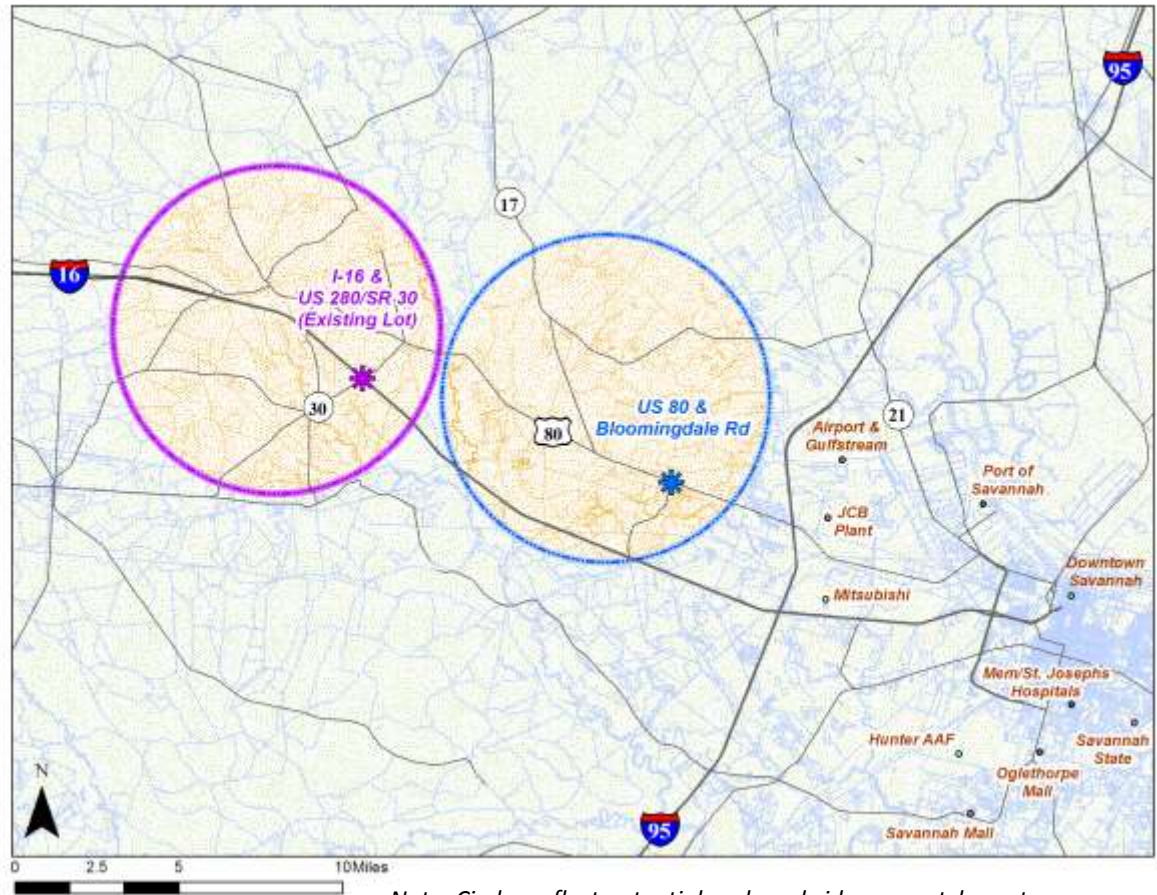 95
17
16
I-16 &
US 280/SR 30
(Existing Lot)
30
US 80 &
Bloomingdale Rd
80
21
Airport &
Gulfstream
Port of
Savannah
JCB
Plant
Downtown
Savannah
Mitsubishi
Mem/St. Josephs
Hospitals
Hunter AAF
Savannah
State
Oglethorpe
Mall
Savannah Mall
95
N
0 2.5 5 10Miles